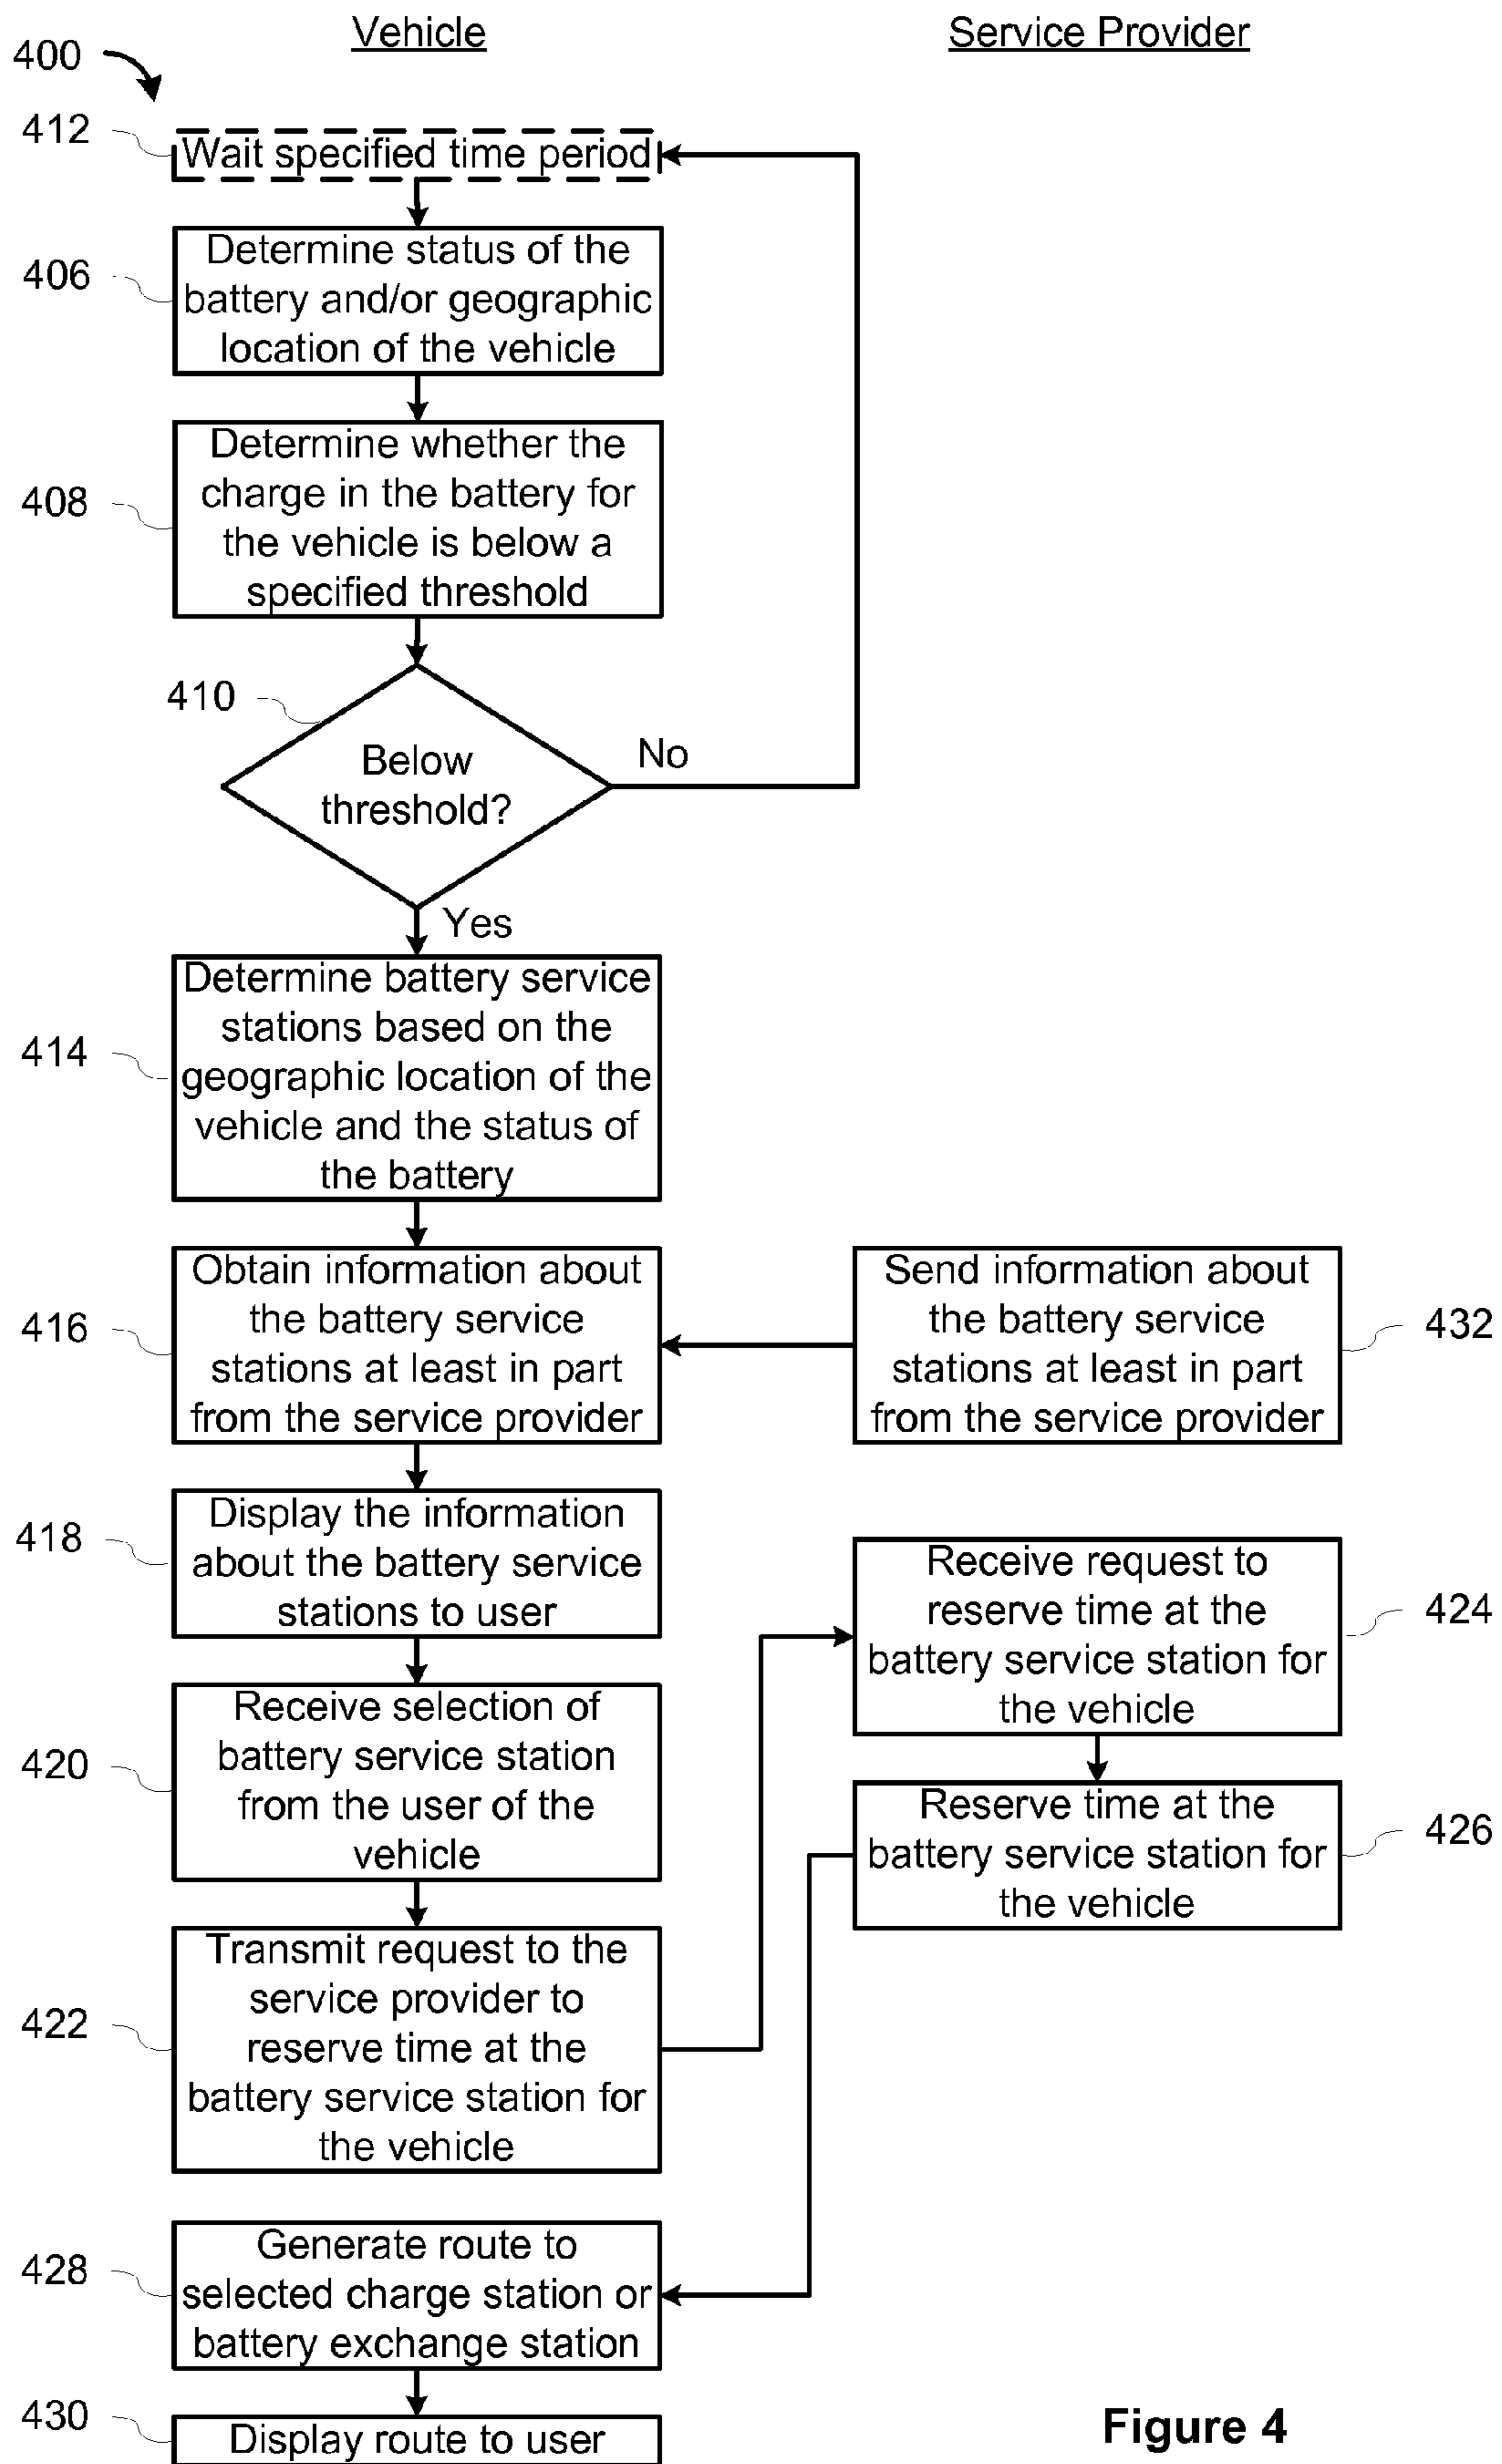 Vehicle
Service Provider
400
412
Wait specified time period
406
Determine status of the
battery and/or geographic
location of the vehicle
408
Determine whether the
charge in the battery for
the vehicle is below a
specified threshold
410
Below
threshold?
No
Yes
414
Determine battery service
stations based on the
geographic location of the
vehicle and the status of
the battery
416
Obtain information about
the battery service
stations at least in part
from the service provider
Send information about
the battery service
stations at least in part
from the service provider
432
418
Display the information
about the battery service
stations to user
Receive request to
reserve time at the
battery service station for
the vehicle
424
420
Receive selection of
battery service station
from the user of the
vehicle
Reserve time at the
battery service station for
the vehicle
426
422
Transmit request to the
service provider to
reserve time at the
battery service station for
the vehicle
428
Generate route to
selected charge station or
battery exchange station
430
Display route to user
Figure 4